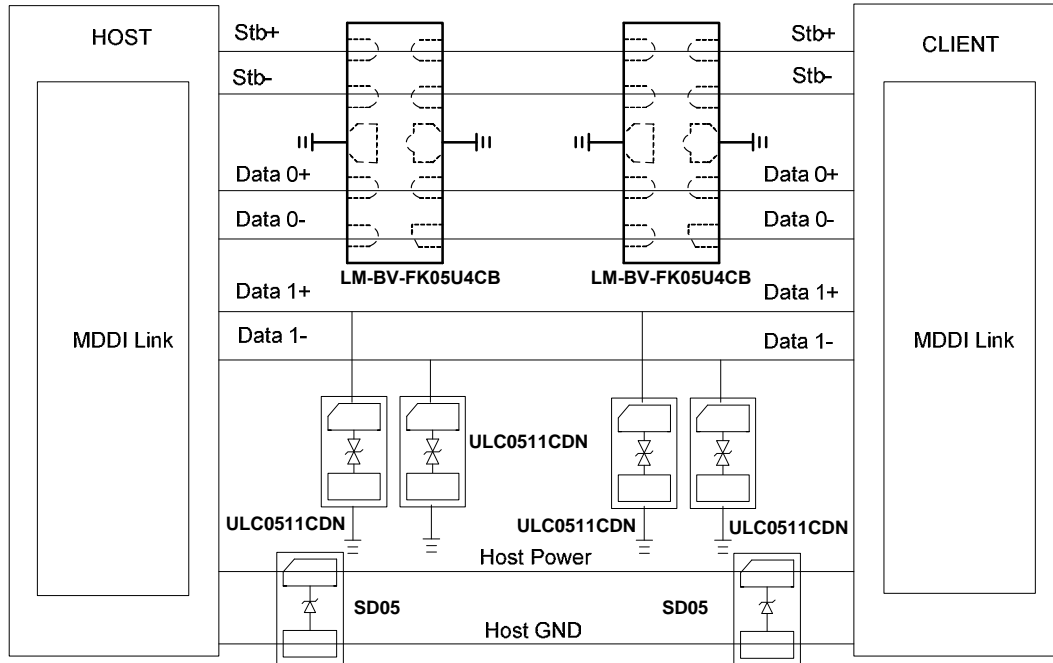 HOST
Stb+
Stb+
CLIENT
Stb-
Stb-
Data 0+
Data 0+
Data 0-
Data 0-
LM-BV-FK05U4CB
LM-BV-FK05U4CB
Data 1+
Data 1+
MDDI Link
Data 1-
Data 1-
MDDI Link
ULC0511CDN
ULC0511CDN
ULC0511CDN
ULC0511CDN
Host Power
SD05
SD05
Host GND